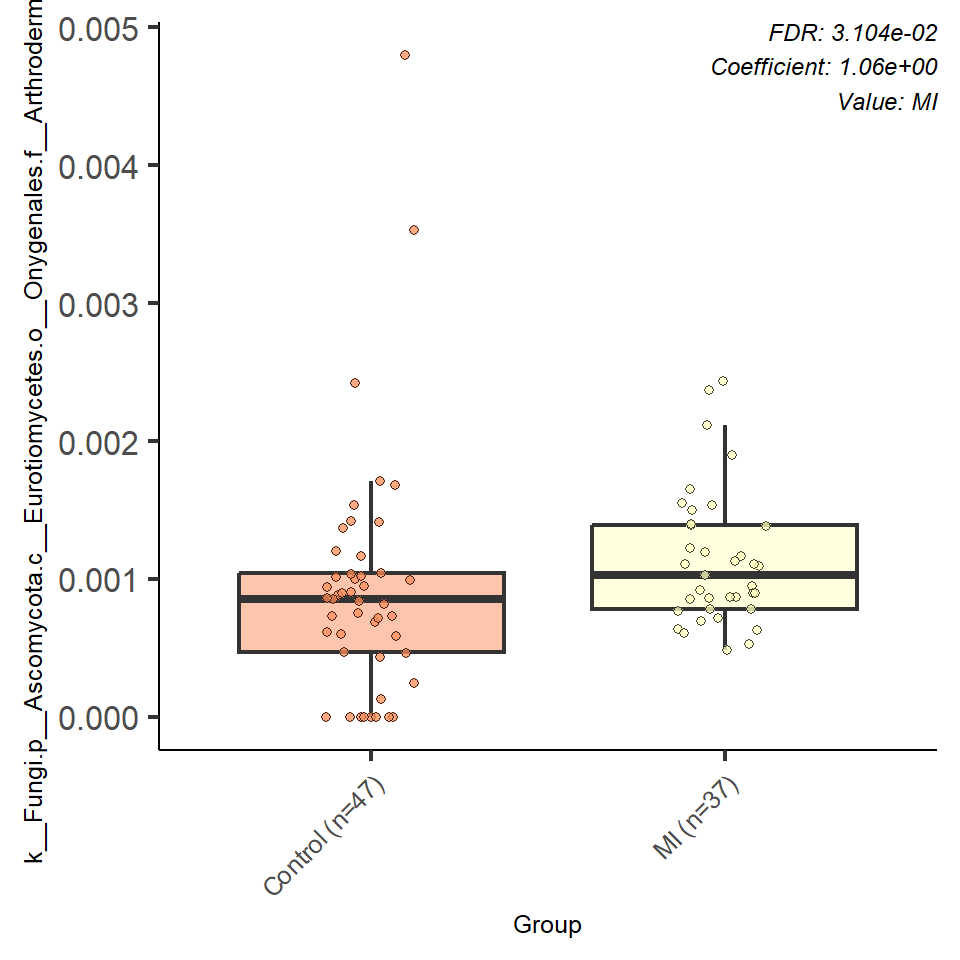 FDR: 3.104e-02
Coefficient: 1.06e+00
Value: MI
k__Fungi.p__Ascomycota.c__Eurotiomycetes.o__Onygenales.f__Arthroderm
0.005
0.004
0.003
0.002
0.001
0.000
Control (n=47)
MI (n=37)
Group